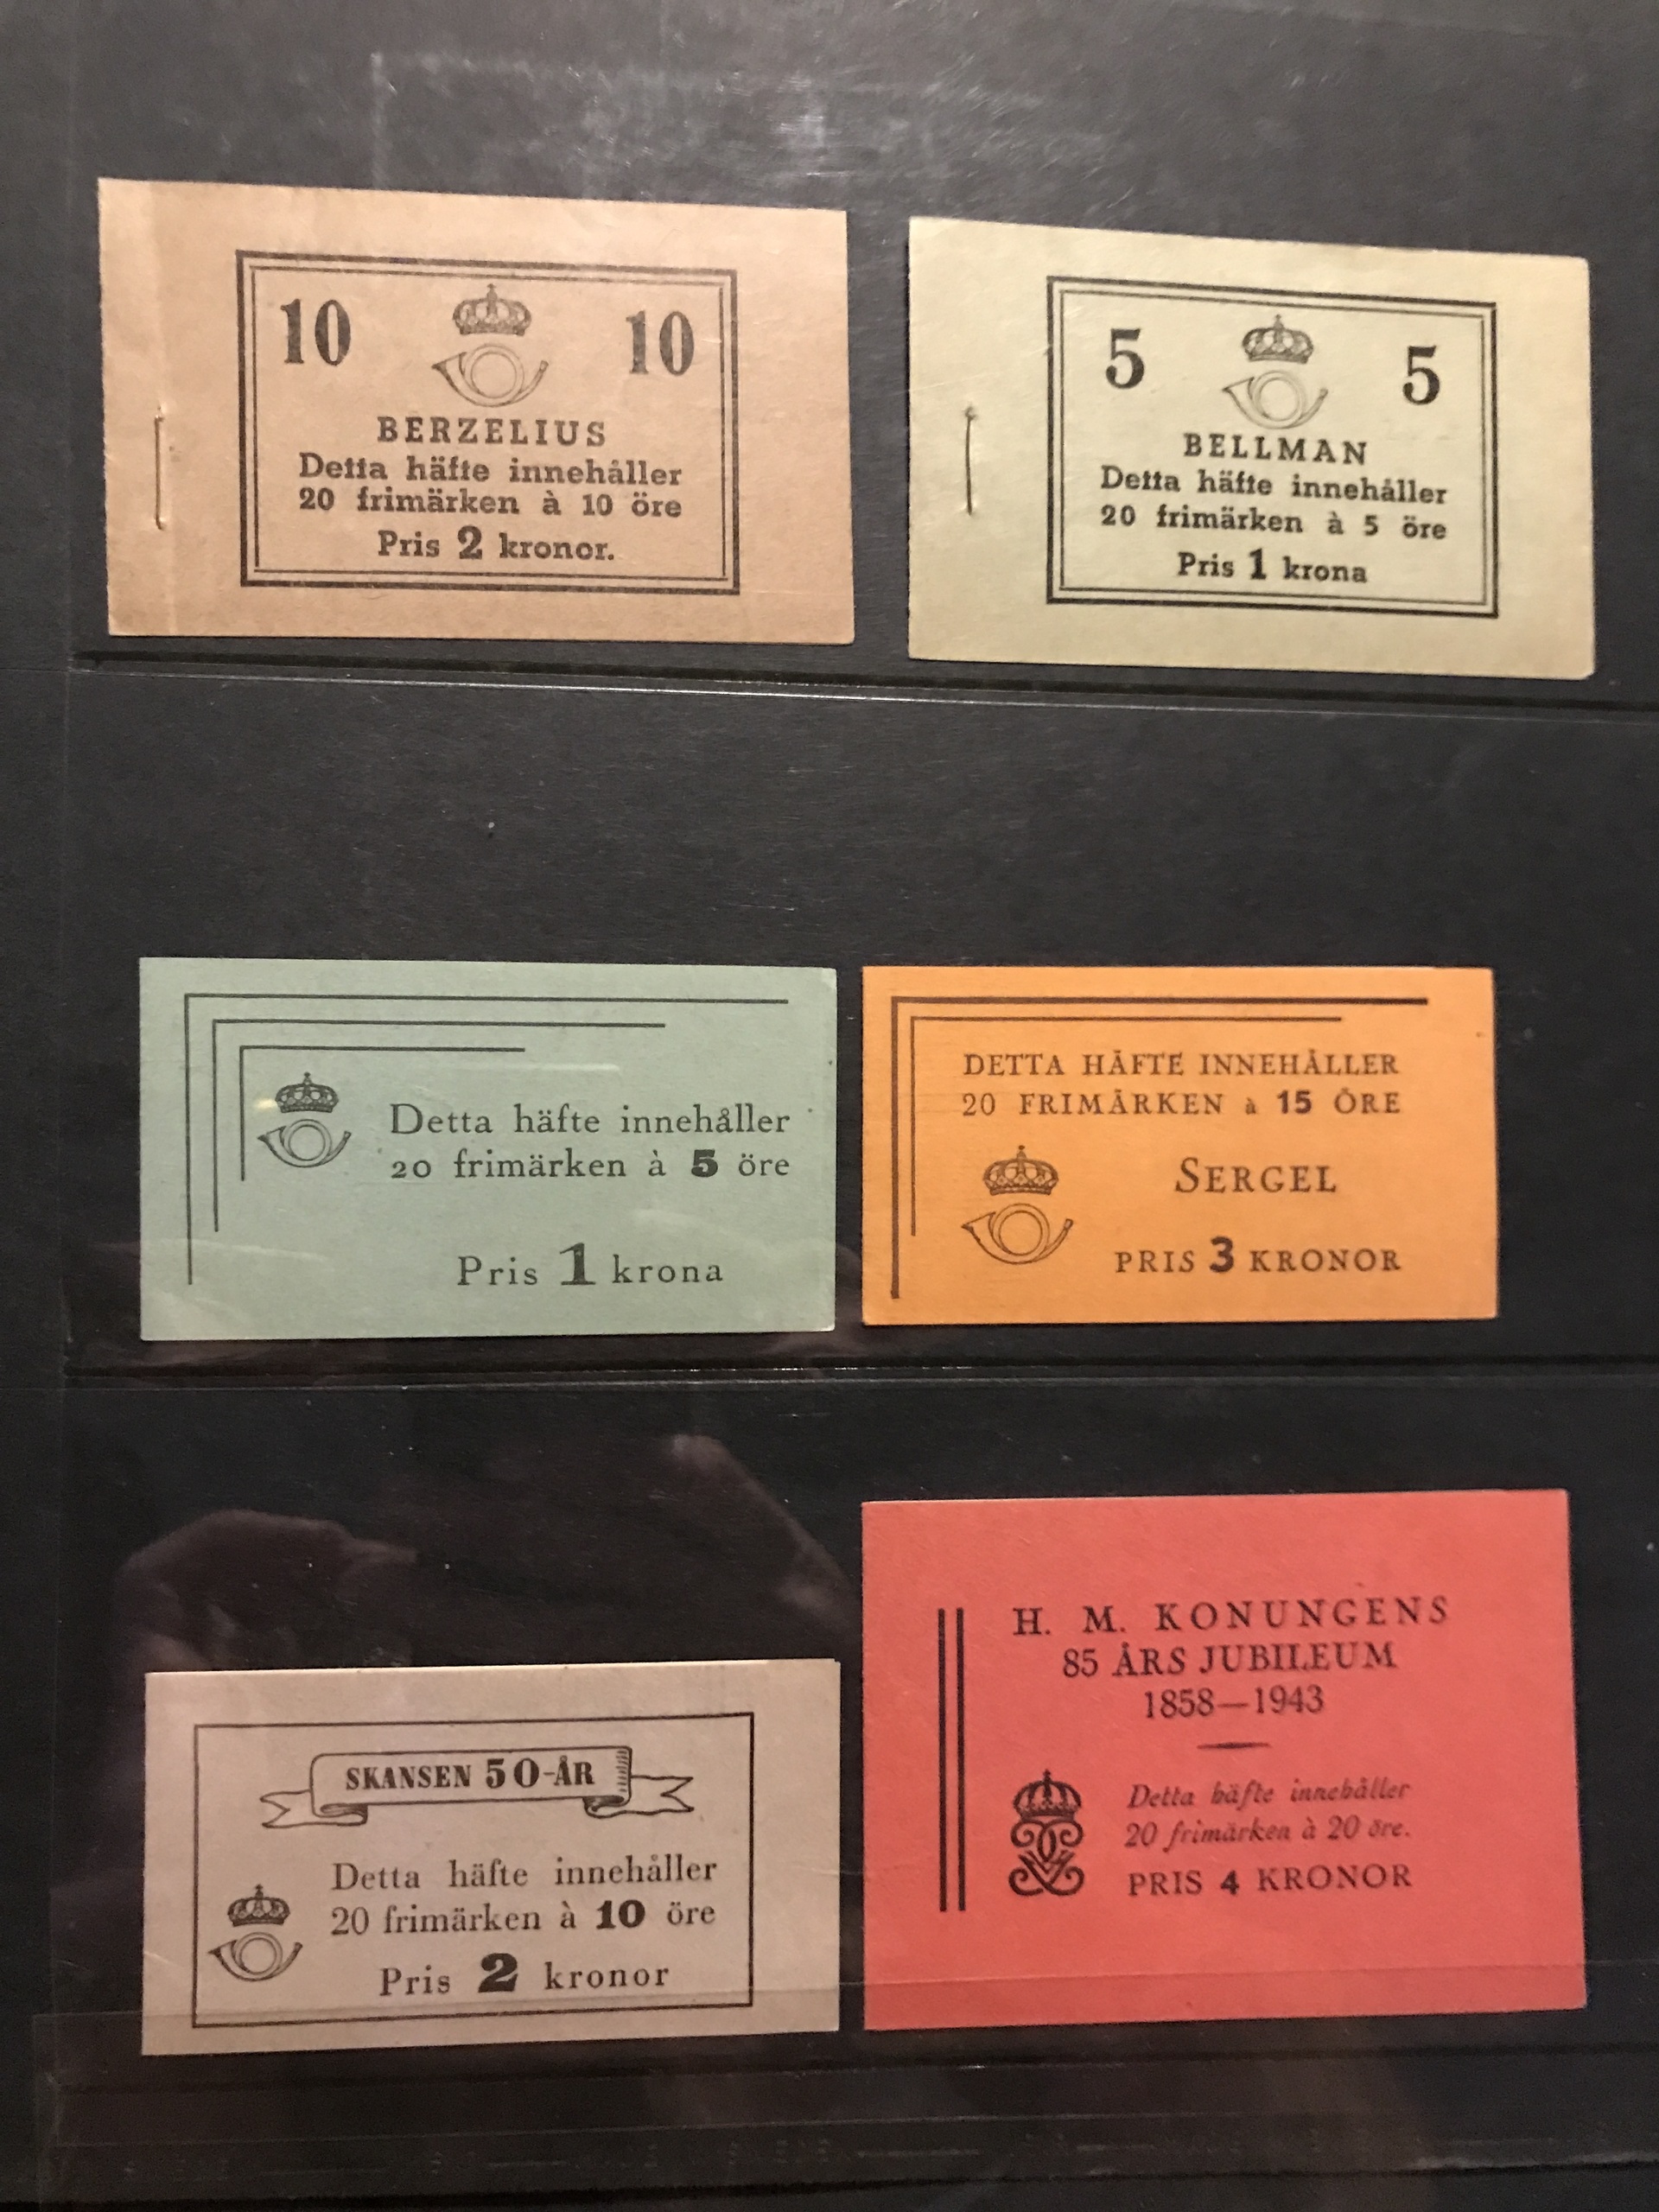 10 10
BERZELIUS
Detta häfte innehåller
20 frimärken à 10 öre
Pris 2 kronor.
5 5
BELLMAN
Detta häfte innehåller
20 frimärken à 5 öre
Pris 1 krona
Detta häfte innehåller
20 frimärken à 5 öre
Pris 1 krona
DETTA HÄFTE INNEHÅLLER
20 FRIMÄRKEN à 15 ÖRE
SERGEL
PRIS 3 KRONOR
SKANSEN 50-ÅR
Detta häfte innehåller
20 frimärken à 10 öre
Pris 2 kronor
H. M. KONUNGENS
85 ÅRS JUBILEUM
1858—1943
Detta häfte innehåller
20 frimärken à 20 öre.
PRIS 4 KRONOR